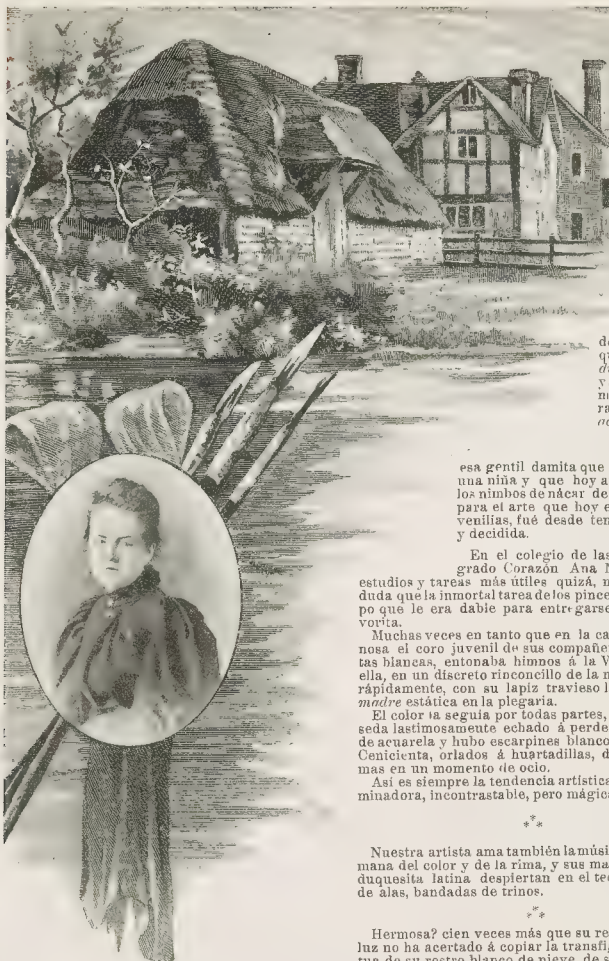 qu
y
ra
esa gentil damita que
una niña y que hoy a
los nimbos de nácar de
para el arte que hoy e
venilias, fué desde ten
y decidida.
En el colegio de las
grado Corazón Ana M
estudios y tareas más útiles quizá, n
duda que la inmortal tarea de los pince
po que le era dable para entregarse
vorita.
Muchas veces en tanto que en la ca
nosa el coro juvenil de sus compañe
tas blancas, entonaba himnos á la V
ella, en un discreto rinconcillo de la n
rápidamente, con su lapiz travieso l
madre estática en la plegaria.
El color la seguía por todas partes,
seda lastimosamente echado á perde
de acuarela y hubo escarpines blanco
Cenicienta, orlados á huartadillas, d
mas en un momento de ocio.
Asi es siempre la tendencia artística
minadora, incontrastable, pero mágica
***
Nuestra artista ama también la músi
mana del color y de la rima, y sus ma
duquesita latina despiertan en el tec
de alas, bandadas de trinos.
***
Hermosa? cien veces más que su re
luz no ha acertado á copiar la transfi
tua de su rostro blanco de nieve, de s